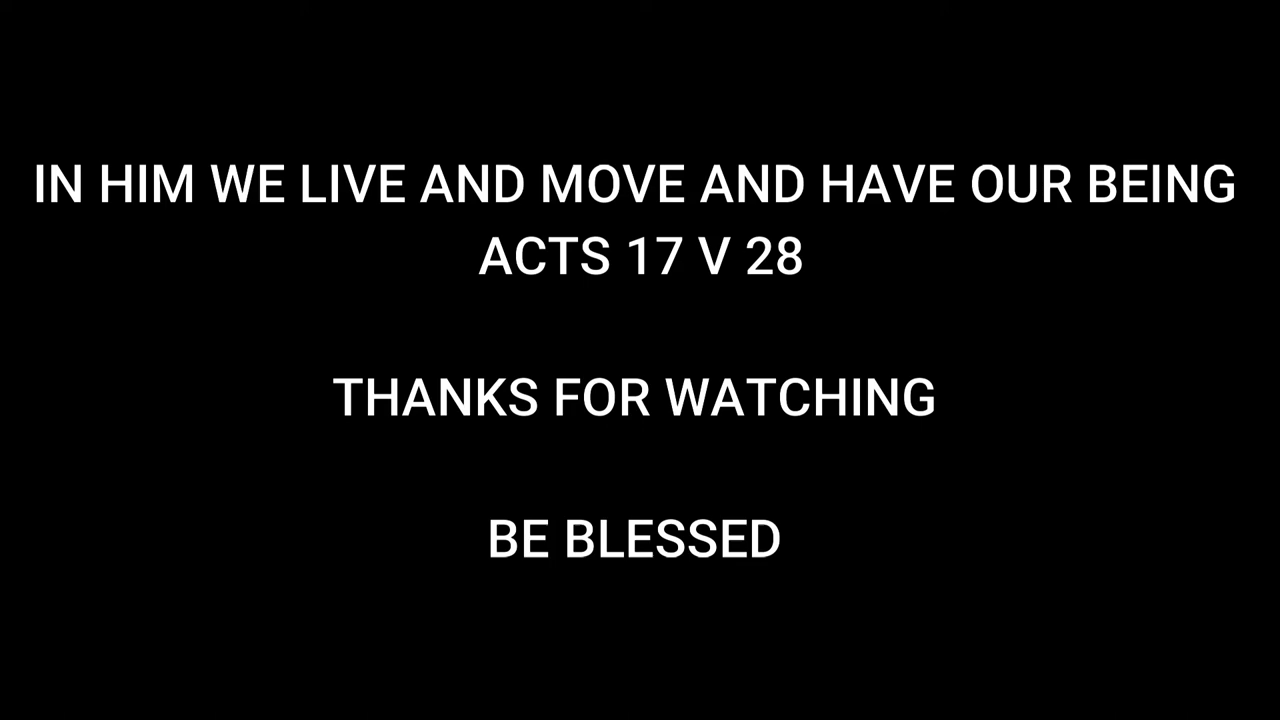 IN HIM WE LIVE AND MOVE AND HAVE OUR BEING
ACTS 17 V 28
THANKS FOR WATCHING
BE BLESSED